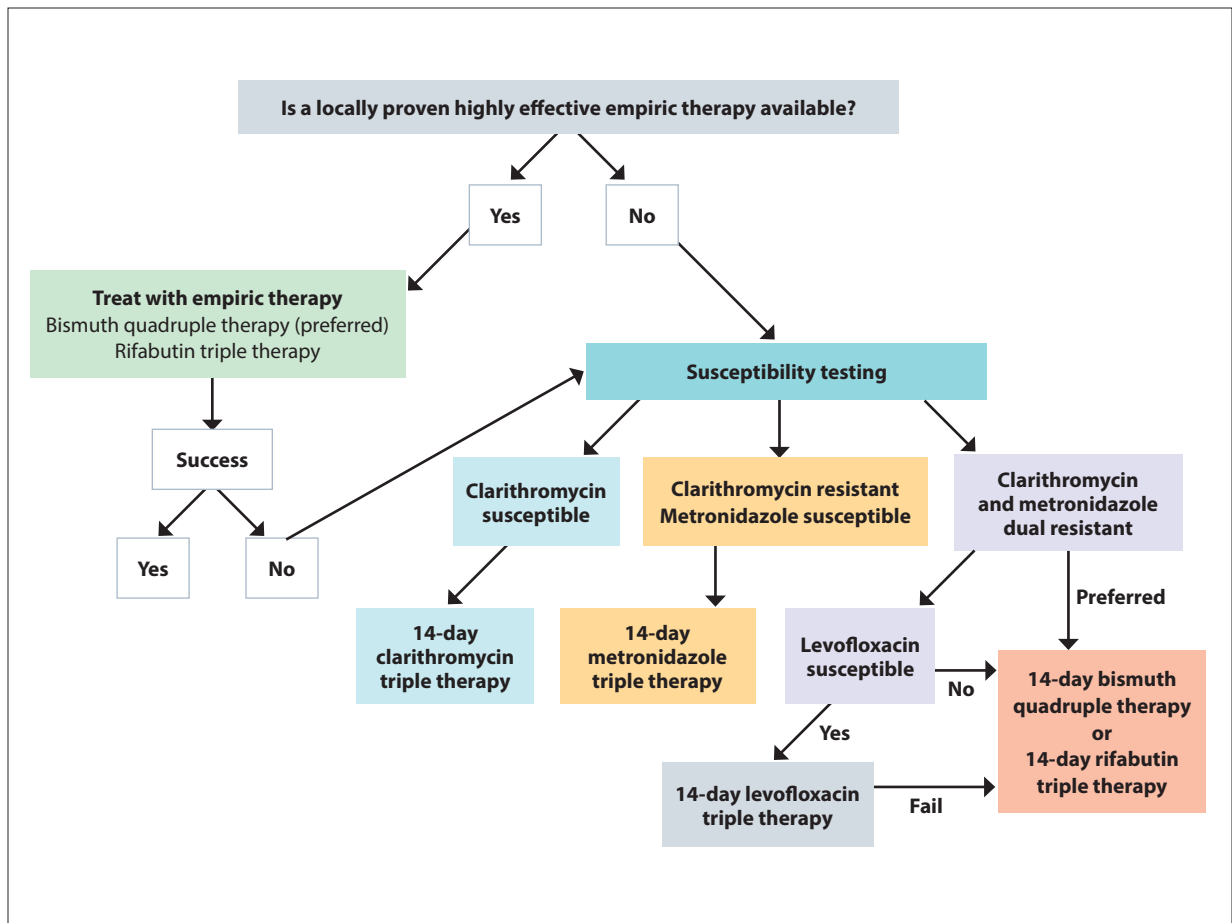 Is a locally proven highly effective empiric therapy available?
Yes
No
Treat with empiric therapy
Bismuth quadruple therapy (preferred)
Rifabutin triple therapy
Susceptibility testing
Success
Yes
No
Clarithromycin
susceptible
Clarithromycin resistant
Metronidazole susceptible
Clarithromycin
and metronidazole
dual resistant
14-day
clarithromycin
triple therapy
14-day
metronidazole
triple therapy
Levofloxacin
susceptible
Preferred
No
Yes
14-day bismuth
quadruple therapy
or
14-day rifabutin
triple therapy
14-day levofloxacin
triple therapy
Fail